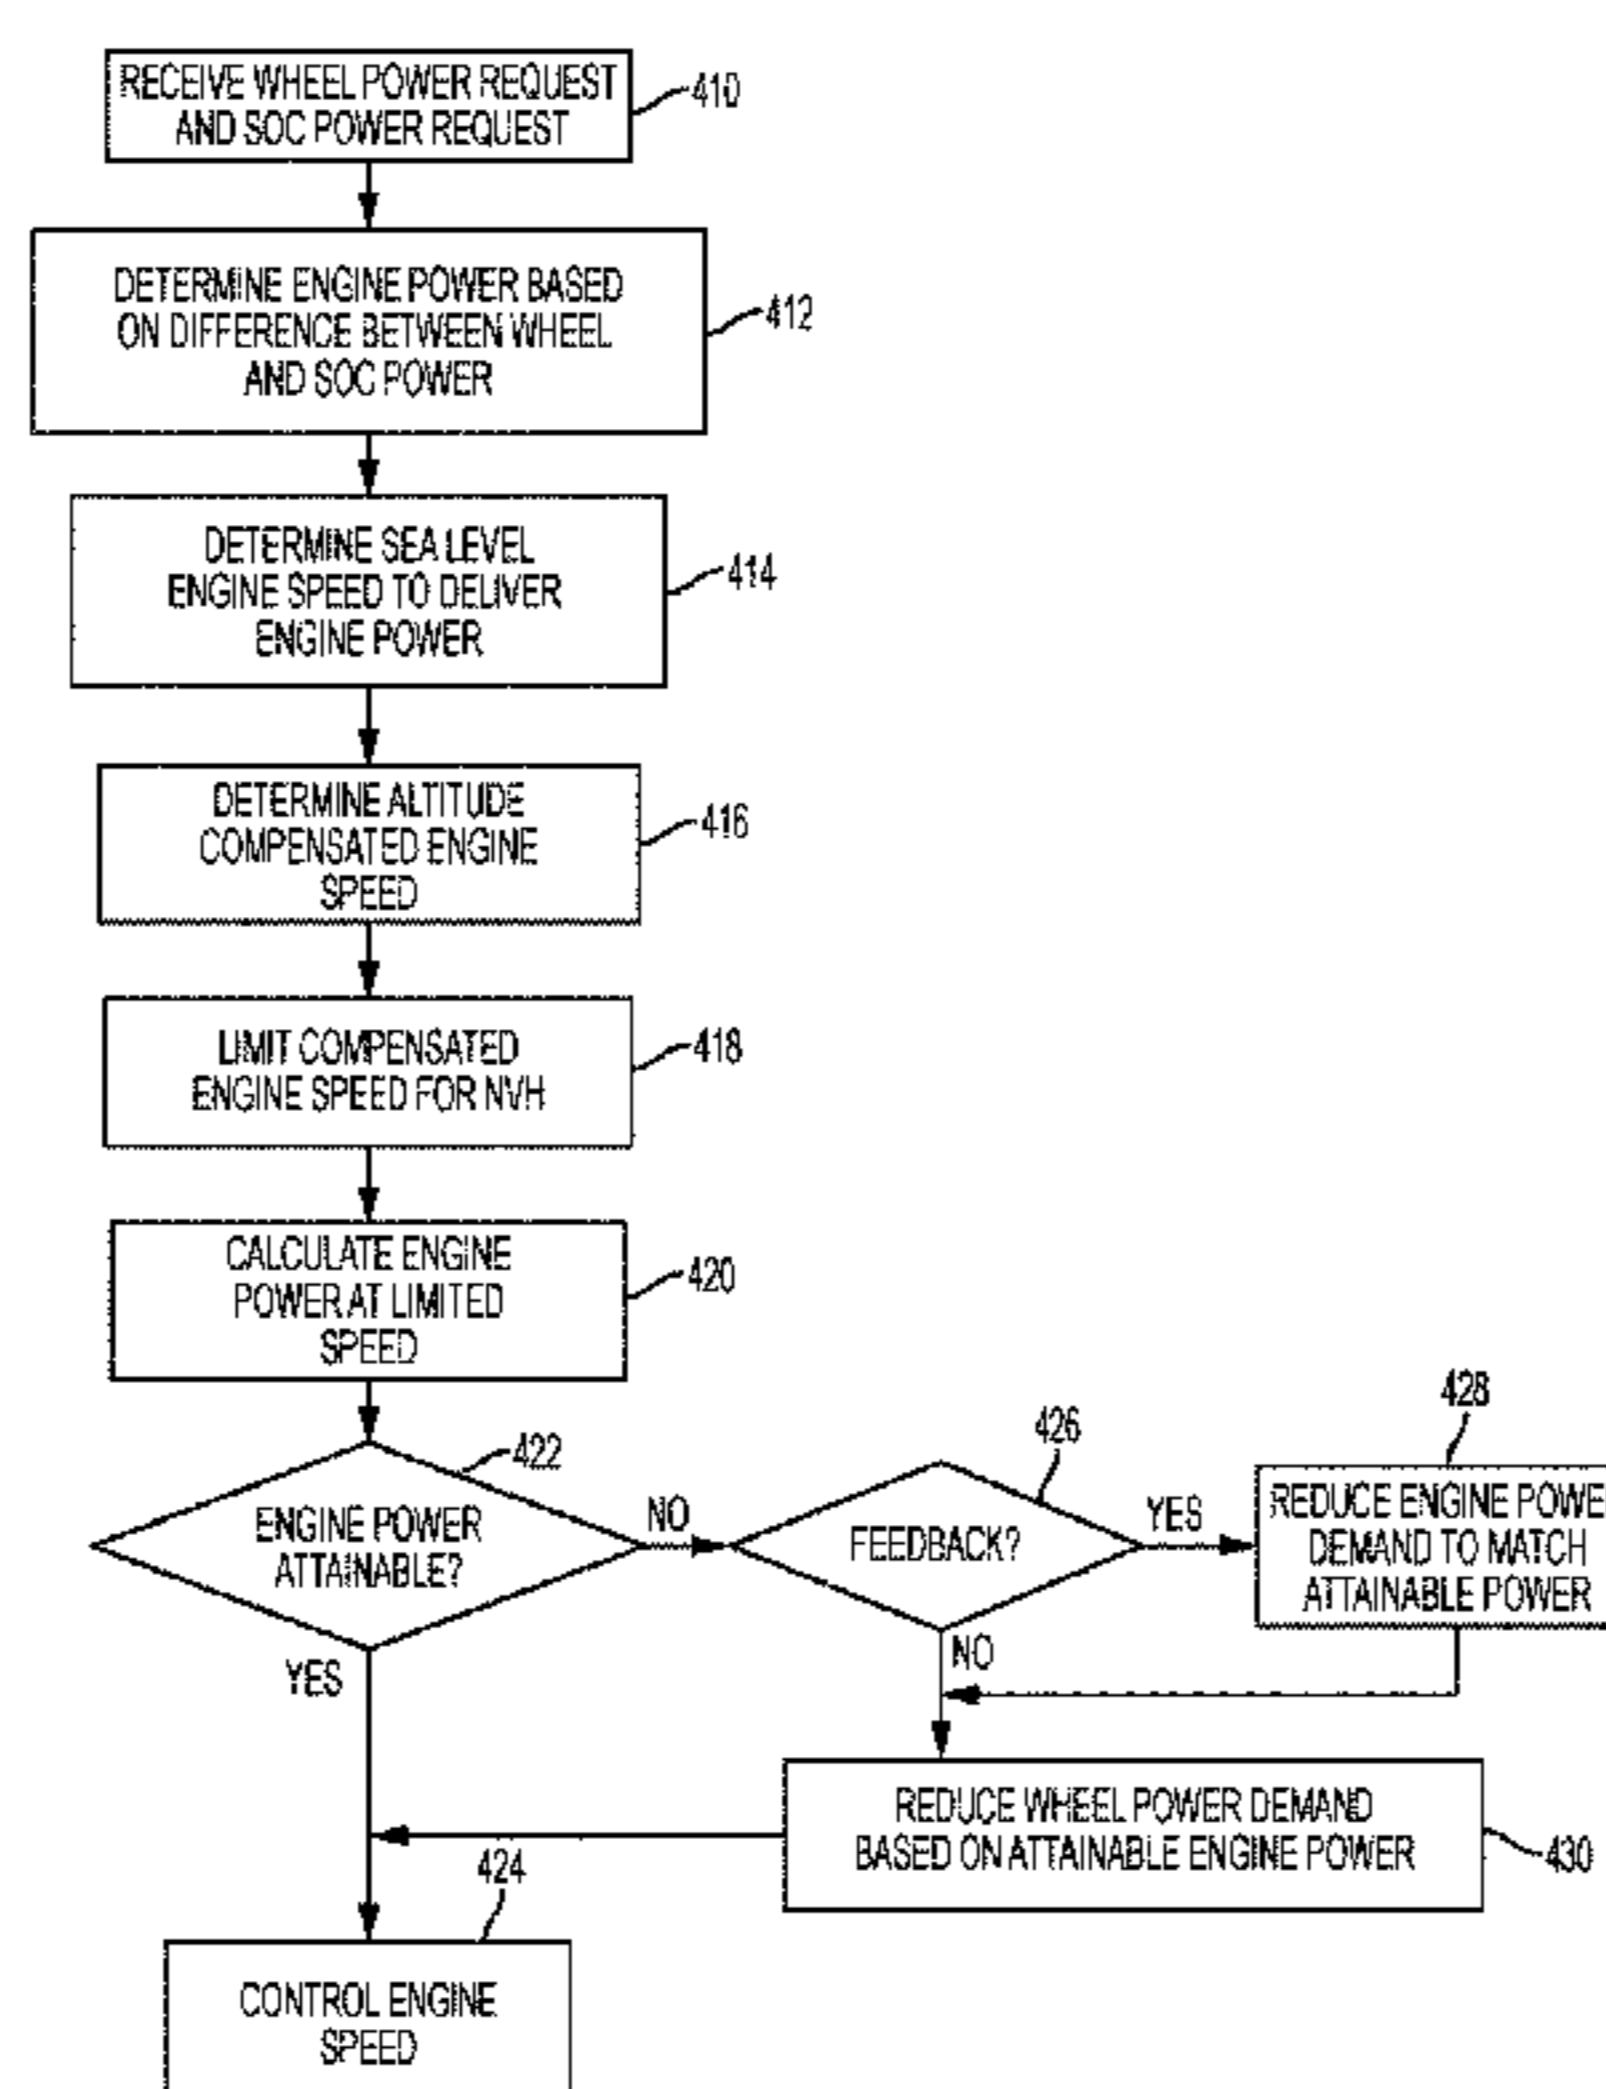 RECEIVE WHEEL POWER REQUEST
AND SOC POWER REQUEST
410
DETERMINE ENGINE POWER BASED
ON DIFFERENCE BETWEEN WHEEL
AND SOC POWER
412
DETERMINE SEA LEVEL
ENGINE SPEED TO DELIVER
ENGINE POWER
414
DETERMINE ALTITUDE
COMPENSATED ENGINE
SPEED
416
LIMIT COMPENSATED
ENGINE SPEED FOR NVH
418
CALCULATE ENGINE
POWER AT LIMITED
SPEED
420
ENGINE POWER
ATTAINABLE?
422
NO
YES
FEEDBACK?
426
YES
NO
428
REDUCE ENGINE POWE
DEMAND TO MATCH
ATTAINABLE POWER
REDUCE WHEEL POWER DEMAND
BASED ON ATTAINABLE ENGINE POWER
430
424
CONTROL ENGINE
SPEED